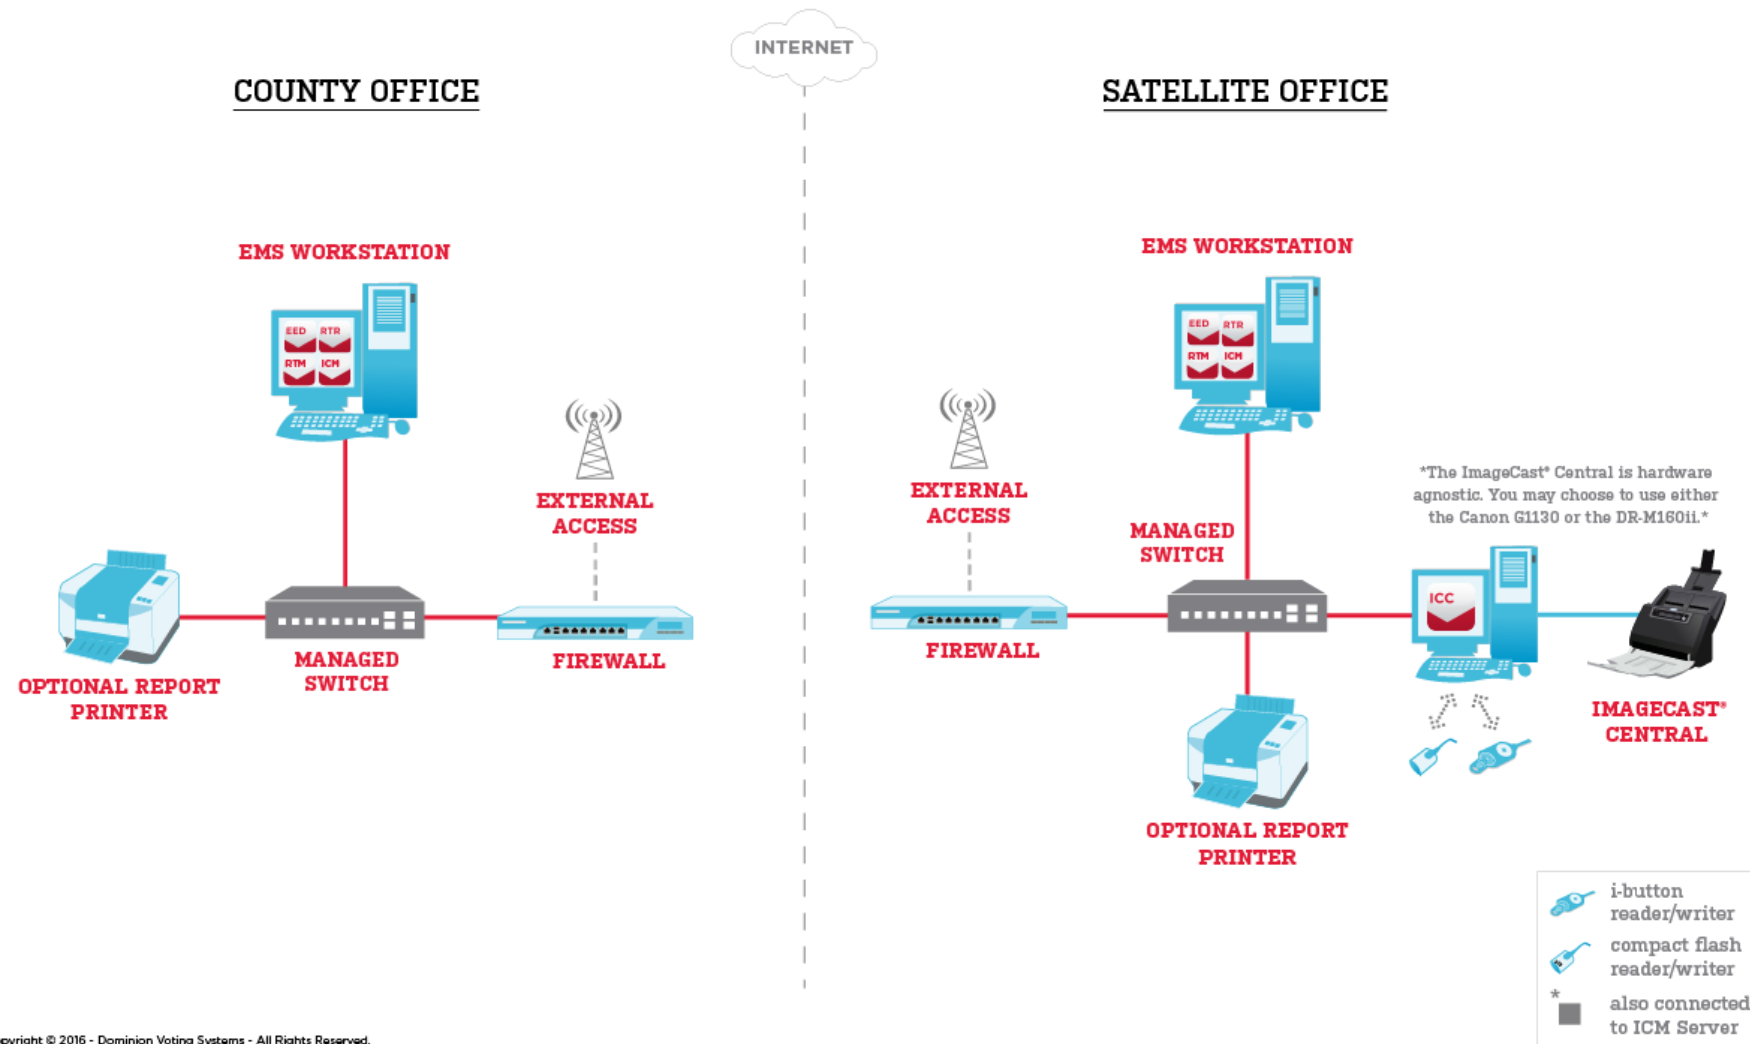 INTERNET
COUNTY OFFICE
EMS WORKSTATION
EED RTR
RTM ICM
EXTERNAL
ACCESS
MANAGED
SWITCH
FIREWALL
OPTIONAL REPORT
PRINTER
SATELLITE OFFICE
EMS WORKSTATION
EED RTR
RTM ICM
EXTERNAL
ACCESS
MANAGED
SWITCH
FIREWALL
*The ImageCast® Central is hardware
agnostic. You may choose to use either
the Canon G1130 or the DR-M160ii.*
ICC
IMAGECAST®
CENTRAL
OPTIONAL REPORT
PRINTER
i-button
reader/writer
compact flash
reader/writer
*
also connected
to ICM Server
opyright © 2016 - Dominion Voting Systems - All Rights Reserved.